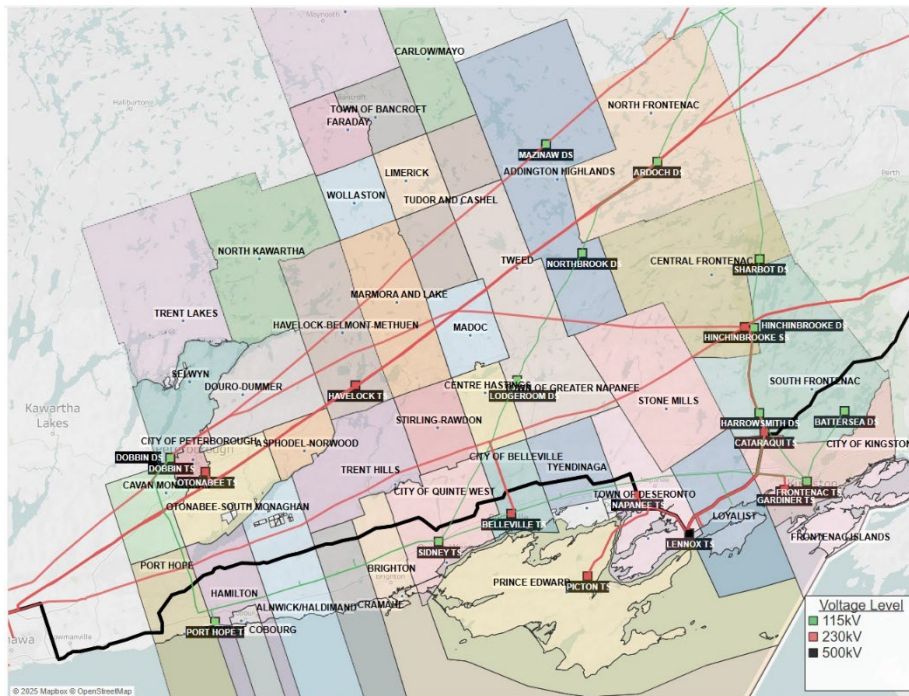 Maynooth
CARLOW/MAYO
Haliburton
Bancroft
TOWN OF BANCROFT
FARADAY
NORTH FRONTENAC
MAZINAW DS
ARDOCH DS
ADDINGTON HIGHLANDS
LIMERICK
WOLLASTON
TUDOR AND CASHEL
Perth
NORTH KAWARTHA
TWEED
NORTHBROOK DS
CENTRAL FRONTENAC
SHARBOT DS
MARMORA AND LAKE
TRENT LAKES
HAVELOCK-BELMONT-METHUEN
MADOC
HINCHINBROOKE DS
HINCHINBROOKE SS
SELWYN
DOURO-DUMMER
CENTRE HASTINGS
TOWN OF GREATER NAPANEE
LODGEROOM DS
SOUTH FRONTENAC
HAVELOCK TS
STONE MILLS
Kawartha
Lakes
STIRLING-RAWDON
HARROWSMITH DS
BATTERSEA DS
CITY OF PETERBOROUGH
ASPHODEL-NORWOOD
CATARAQUI TS
CITY OF KINGSTON
DOBBIN DS
DOBBIN TS
OTONABEE TS
TRENT HILLS
CITY OF BELLEVILLE
TYENDINAGA
CAVAN MON
CITY OF QUINTE WEST
FRONTENAC TS
GARDINER TS
OTONABEE-SOUTH MONAGHAN
TOWN OF DESERONTO
NAPANEE TS
LOYALIST
BELLEVILLE T
FRONTENAC ISLANDS
SIDNEY TS
LENNOX TS
PORT HOPE
BRIGHTON
Brighton
PRINCE EDWARD
PICTON TS
HAMILTON
ALNWICK/HALDIMAND
CRAMAHE
PORT HOPE T
COBOURG
Bowmanville
Voltage Level
115kV
230kV
500kV
© 2025 Mapbox © OpenStreetMap